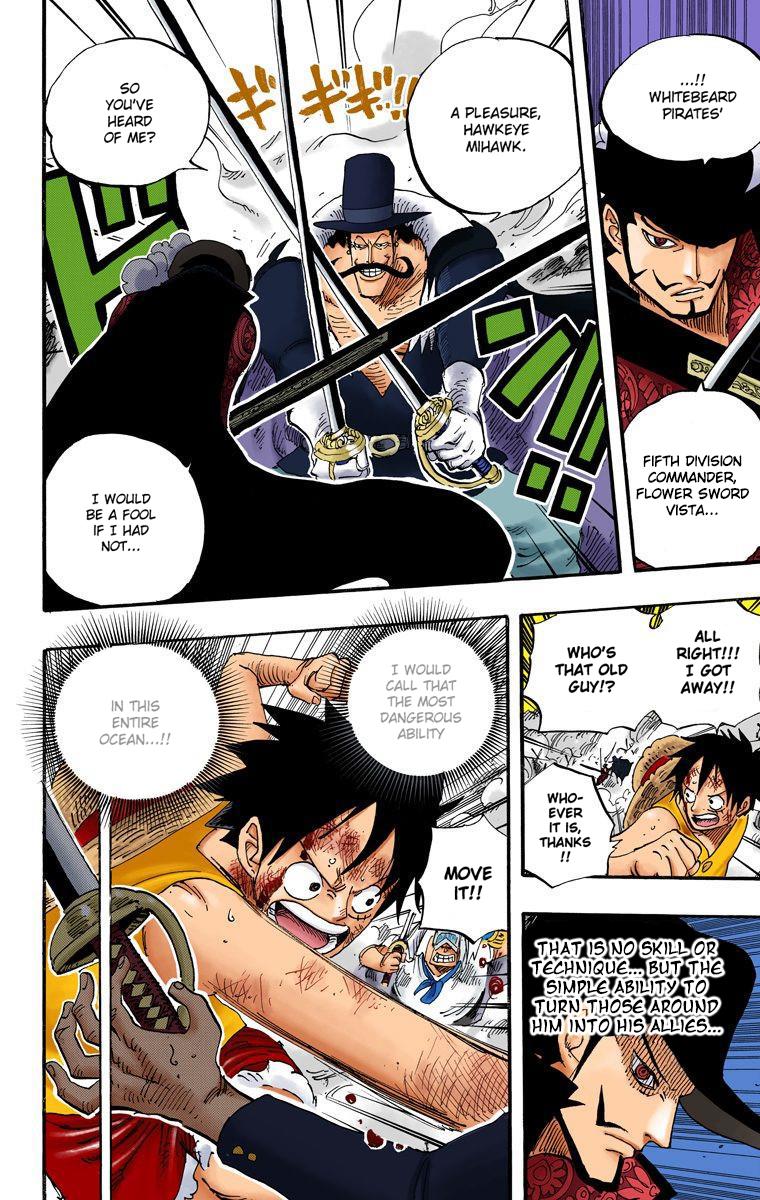 ...!!
WHITEBEARD
PIRATES'
FIFTH DIVISION
COMMANDER,
FLOWER SWORD
VISTA...
A PLEASURE,
HAWKEYE
MIHAWK.
ギギギ!!
SO
YOU'VE
HEARD
OF ME?
I WOULD
BE A FOOL
IF I HAD
NOT...
ドン!!
ALL
RIGHT!!!
I GOT
AWAY!!
WHO'S
THAT OLD
GUY!?
WHO-
EVER
IT IS,
THANKS
!!
THAT IS NO SKILL OR
TECHNIQUE... BUT THE
SIMPLE ABILITY TO
TURN THOSE AROUND
HIM INTO HIS ALLIES...
I WOULD
CALL THAT
THE MOST
DANGEROUS
ABILITY
IN THIS
ENTIRE
OCEAN...!!
MOVE
IT!!